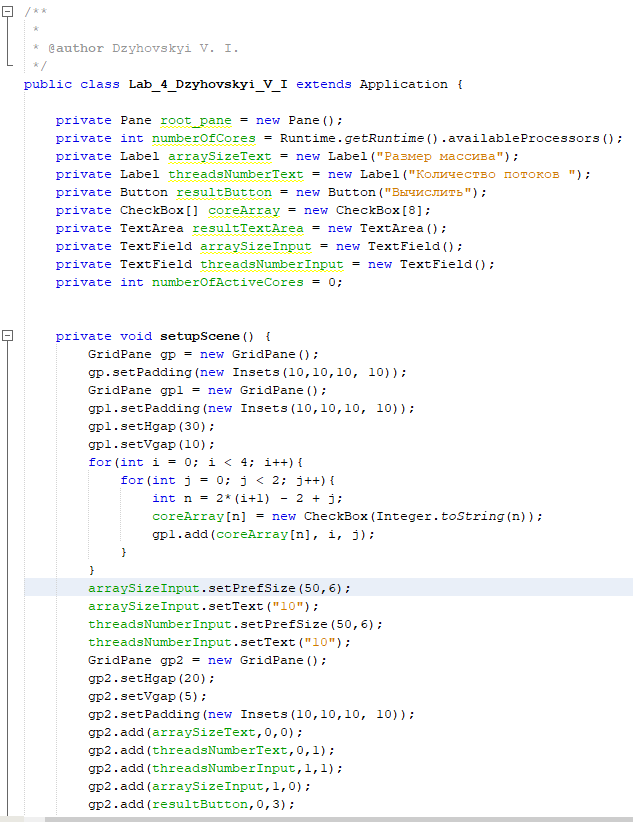 /**
 *
 * @author Dzyhovskyi V. I.
 */
public class Lab_4_Dzyhovskyi_V_I extends Application {
    private Pane root_pane = new Pane();
    private int numberOfCores = Runtime.getRuntime().availableProcessors();
    private Label arraySizeText = new Label("Размер массива");
    private Label threadsNumberText = new Label("Количество потоков ");
    private Button resultButton = new Button("Вычислить");
    private CheckBox[] coreArray = new CheckBox[8];
    private TextArea resultTextArea = new TextArea();
    private TextField arraySizeInput = new TextField();
    private TextField threadsNumberInput = new TextField();
    private int numberOfActiveCores = 0;
    private void setupScene() {
        GridPane gp = new GridPane();
        gp.setPadding(new Insets(10,10,10, 10));
        GridPane gp1 = new GridPane();
        gp1.setPadding(new Insets(10,10,10, 10));
        gp1.setHgap(30);
        gp1.setVgap(10);
        for(int i = 0; i < 4; i++){
            for(int j = 0; j < 2; j++){
                int n = 2*(i+1) - 2 + j;
                coreArray[n] = new CheckBox(Integer.toString(n));
                gp1.add(coreArray[n], i, j);
            }
        }
        arraySizeInput.setPrefSize(50,6);
        arraySizeInput.setText("10");
        threadsNumberInput.setPrefSize(50,6);
        threadsNumberInput.setText("10");
        GridPane gp2 = new GridPane();
        gp2.setHgap(20);
        gp2.setVgap(5);
        gp2.setPadding(new Insets(10,10,10, 10));
        gp2.add(arraySizeText,0,0);
        gp2.add(threadsNumberText,0,1);
        gp2.add(threadsNumberInput,1,1);
        gp2.add(arraySizeInput,1,0);
        gp2.add(resultButton,0,3);